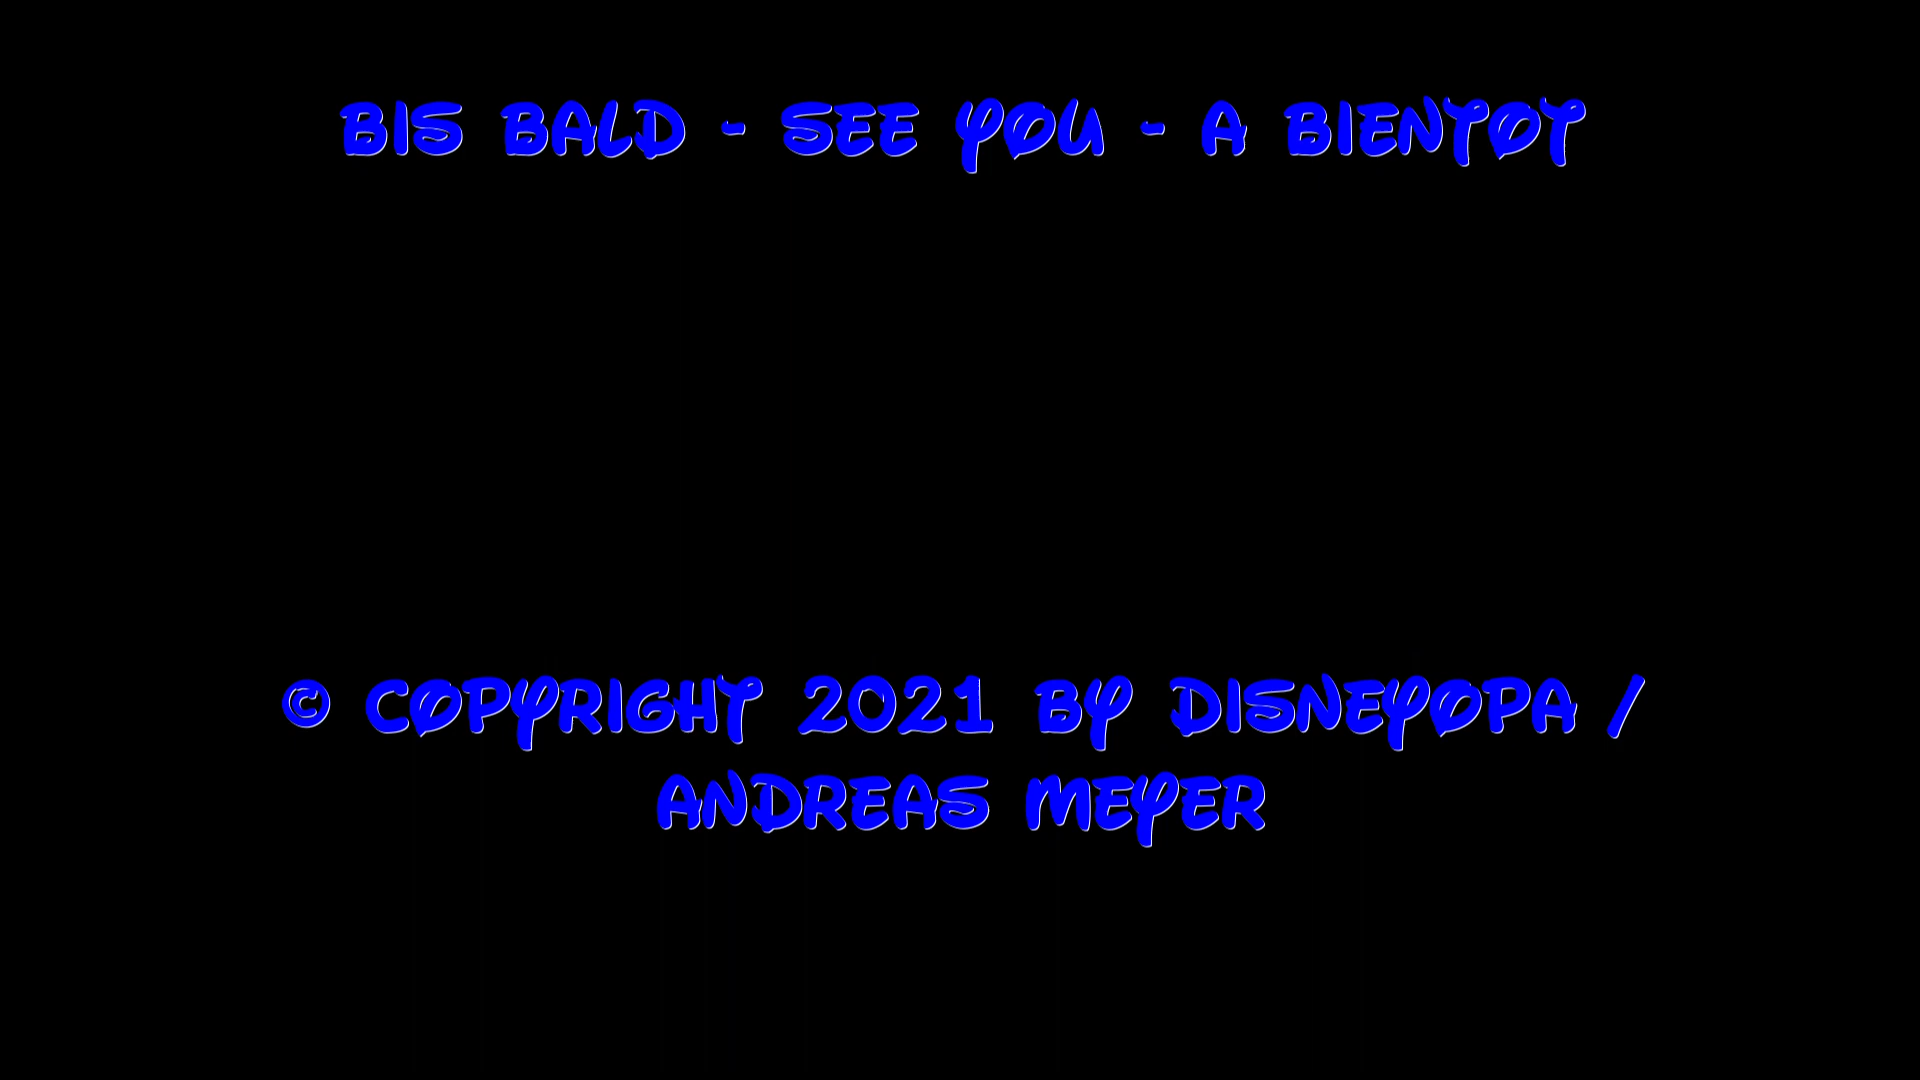 BIS BALD - SEE YOU - A BIENTOT
© COPYRIGHT 2021 BY DISNEYOPA /
ANDREAS MEYER